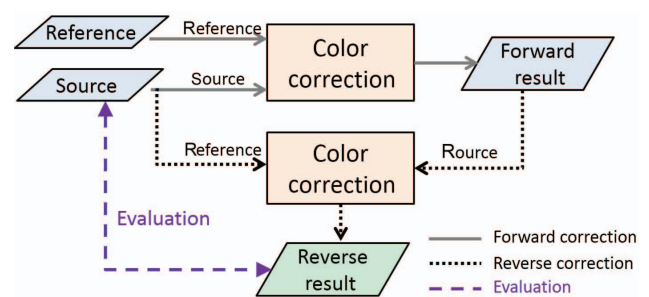 Reference
Reference
Color
correction
Forward
result
Source
Source
Reference
Color
correction
Rource
Evaluation
Reverse
result
Forward correction
Reverse correction
Evaluation